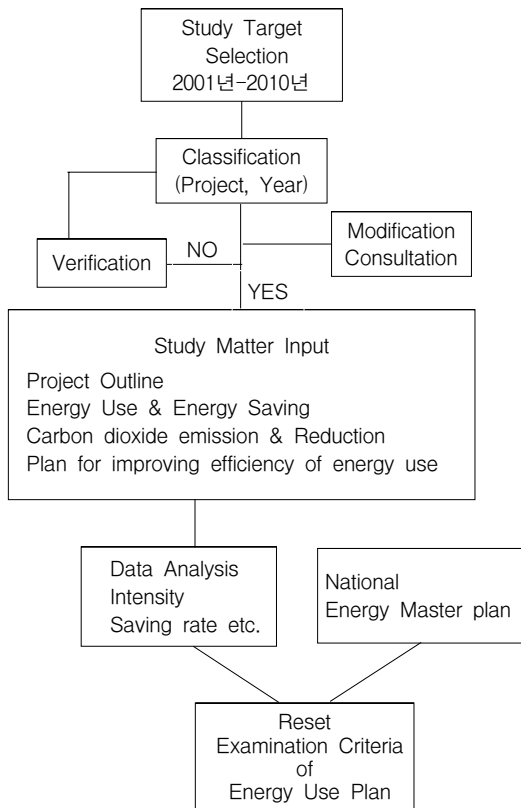 Study Target
Selection
2001년-2010년
Classification
(Project, Year)
Modification
Consultation
Verification
NO
YES
Study Matter Input
Project Outline
Energy Use & Energy Saving
Carbon dioxide emission & Reduction
Plan for improving efficiency of energy use
Data Analysis
Intensity
Saving rate etc.
National
Energy Master plan
Reset
Examination Criteria
of
Energy Use Plan